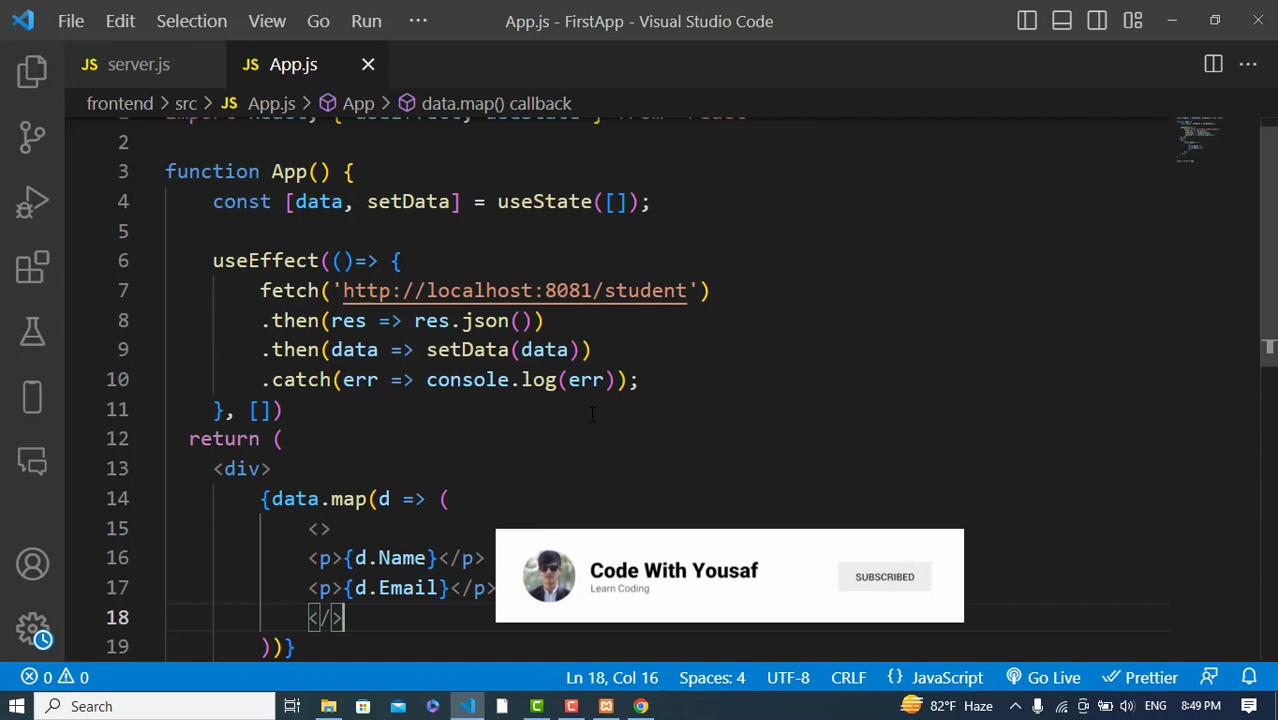 File Edit Selection View Go Run ··· App.js - FirstApp - Visual Studio Code
JS server.js JS App.js
frontend > src > JS App.js > App > data.map() callback
2
3 function App() {
4 const [data, setData] = useState([]);
5
6 useEffect(()=> {
7 fetch('http://localhost:8081/student')
8 .then(res => res.json())
9 .then(data => setData(data))
10 .catch(err => console.log(err));
11 }, [])
12 return (
13 <div>
14 {data.map(d => (
15 <>
16 <p>{d.Name}</p>
17 <p>{d.Email}</p>
18 </>
19 ))}
Code With Yousaf
Learn Coding
SUBSCRIBED
0 0 Ln 18, Col 16 Spaces: 4 UTF-8 CRLF {} JavaScript Go Live Prettier
Search 82°F Haze ENG 8:49 PM